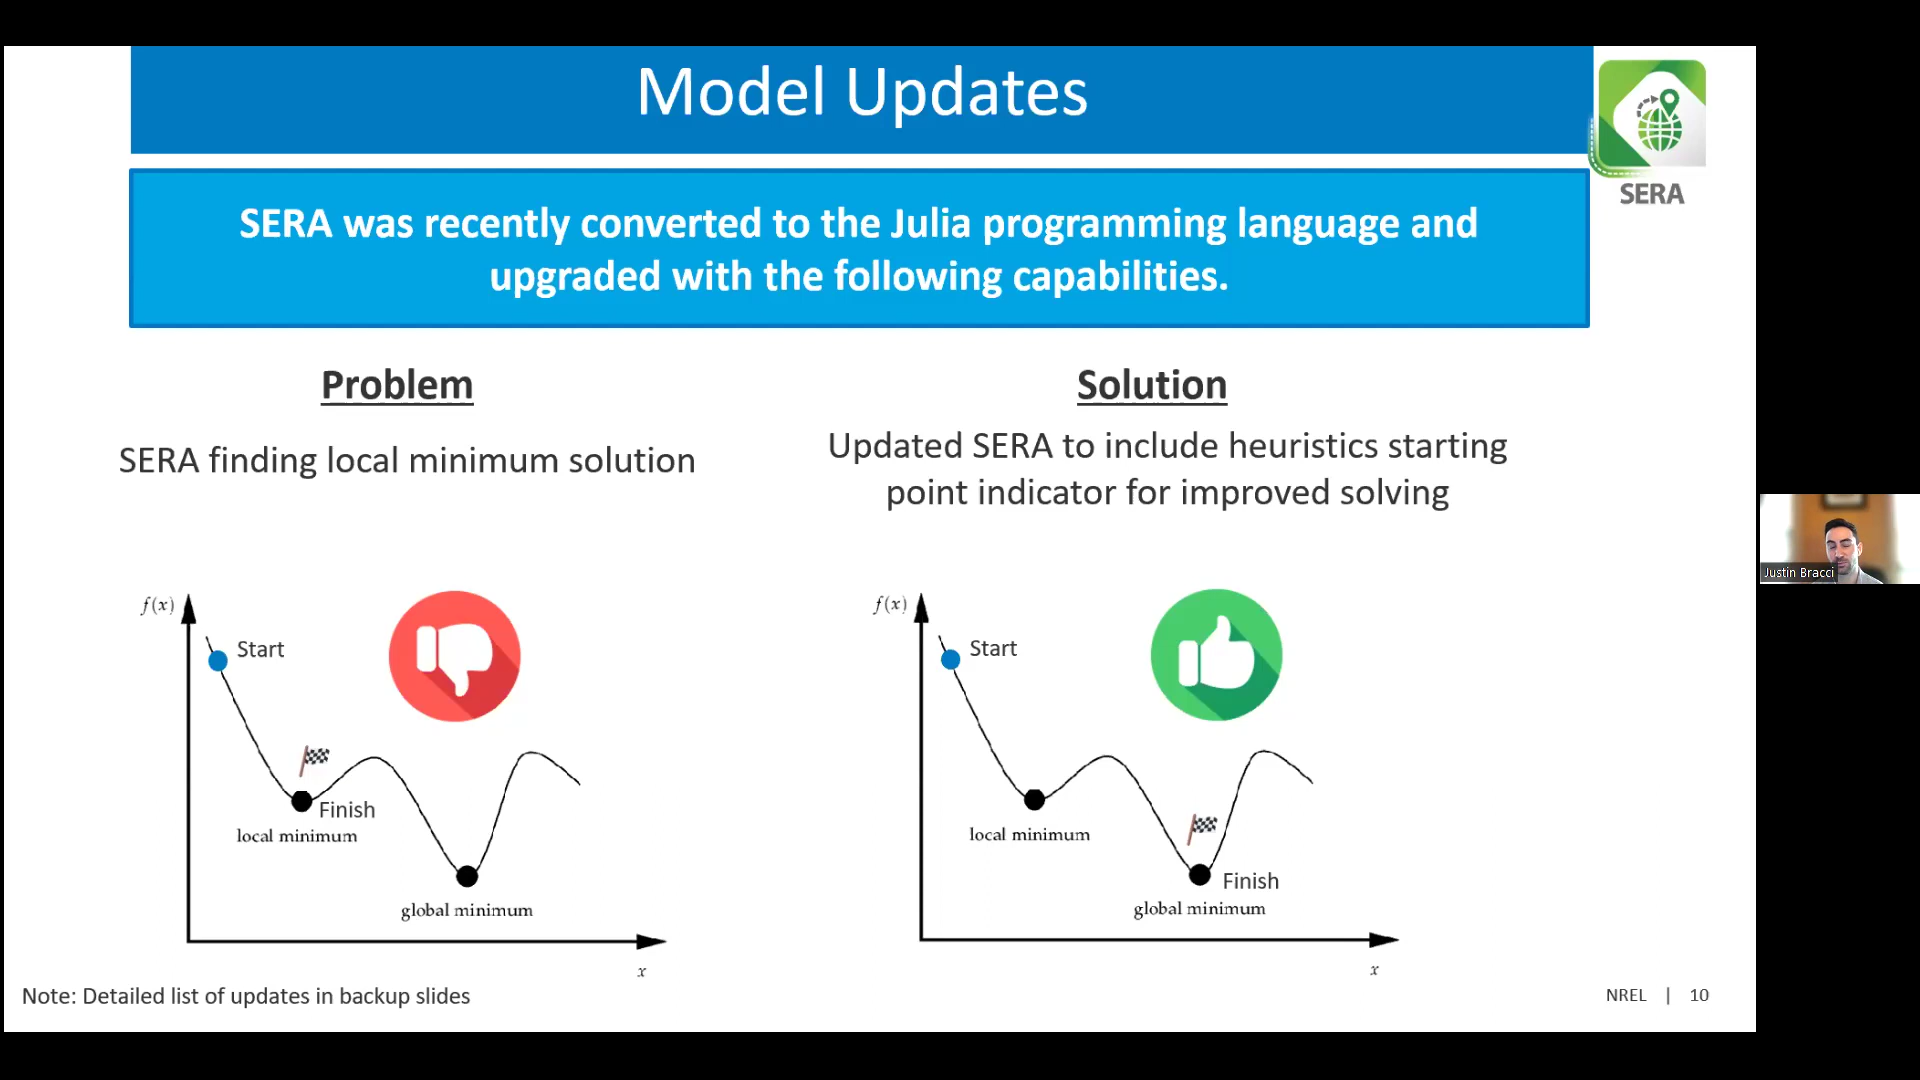 Model Updates
SERA
SERA was recently converted to the Julia programming language and
upgraded with the following capabilities.
Problem
SERA finding local minimum solution
Solution
Updated SERA to include heuristics starting
point indicator for improved solving
f(x)
Start
Finish
local minimum
global minimum
x
f(x)
Start
local minimum
Finish
global minimum
x
Justin Bracci
Note: Detailed list of updates in backup slides
NREL | 10